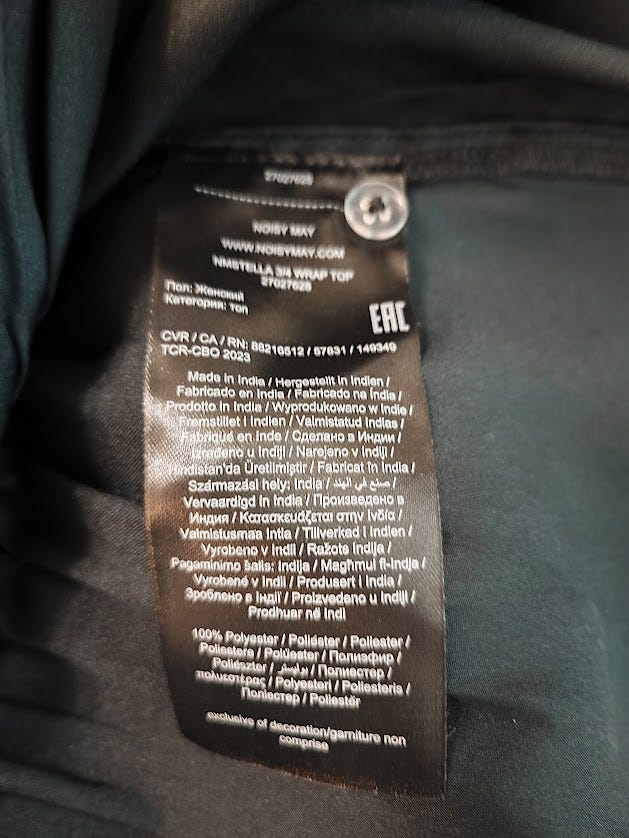 27027628
NOISY MAY
WWW.NOISYMAY.COM
NMSTELLA 3/4 WRAP TOP
27027628
Пол: Женский
Категория: топ
EAC
CVR / CA / RN: 88216512 / 57631 / 149349
TCR-CBO 2023
Made in India / Hergestellt in Indien /
Fabricado en India / Fabricado na Índia /
Prodotto in India / Wyprodukowano w Indie /
Fremstillet i Indien / Valmistatud Indias /
Fabriqué en Inde / Сделано в Индии /
Izrađeno u Indiji / Narejeno v Indiji /
Hindistan'da Üretilmiştir / Fabricat în India /
Származási hely: India / صنع في الهند /
Vervaardigd in India / Произведено в
Индия / Κατασκευάζεται στην Ινδία /
Valmistusmaa Intia / Tillverkad i Indien /
Vyrobeno v Indii / Ražots Indija /
Pagaminimo šalis: Indija / Magħmul fl-Indja /
Vyrobené v Indii / Produsert i India /
Зроблено в Індії / Proizvedeno u Indiji /
Prodhuar në Indi
100% Polyester / Poliéster / Poliester /
Poliestere / Polüester / Полиэфир /
Poliészter / بوليستر / Полиестер /
πολυεστέρας / Polyesteri / Poliesteris /
Поліестер / Poliestër
exclusive of decoration/garniture non
comprise